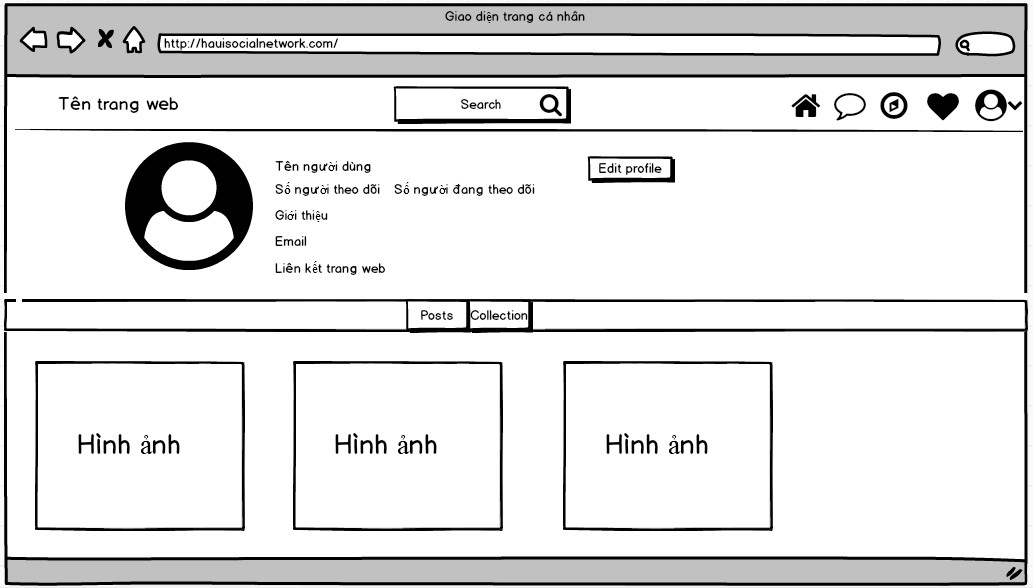 Giao diện trang cá nhân
http://hauisocialnetwork.com/
Tên trang web
Search
Tên người dùng
Edit profile
Số người theo dõi Số người đang theo dõi
Giới thiệu
Email
Liên kết trang web
Posts Collection
Hình ảnh Hình ảnh Hình ảnh